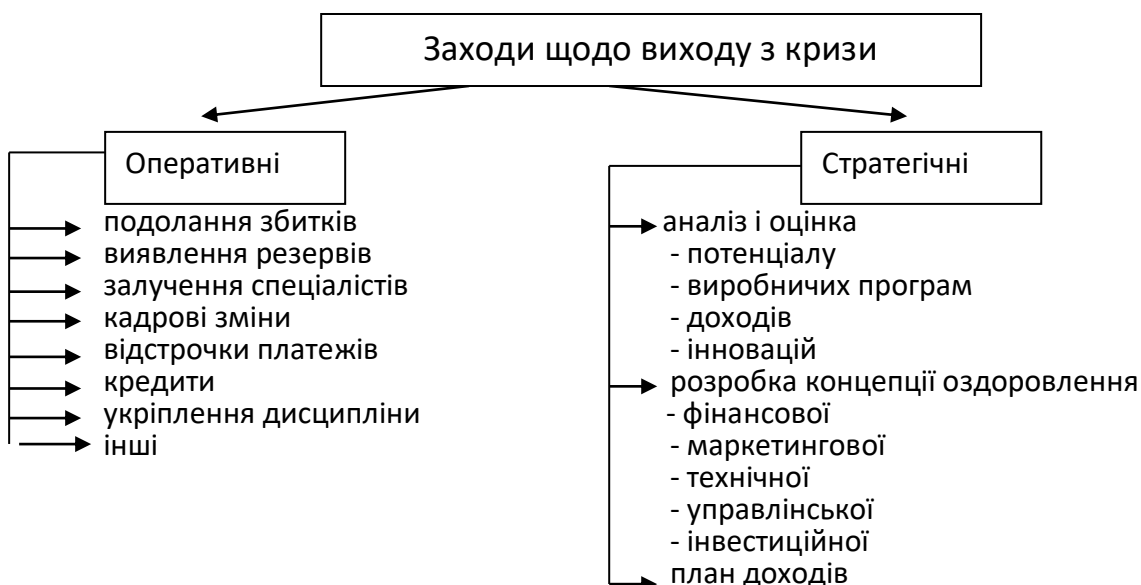 Заходи щодо виходу з кризи
Оперативні
подолання збитків
виявлення резервів
залучення спеціалістів
кадрові зміни
відстрочки платежів
кредити
укріплення дисципліни
інші
Стратегічні
аналіз і оцінка
- потенціалу
- виробничих програм
- доходів
- інновацій
розробка концепції оздоровлення
- фінансової
- маркетингової
- технічної
- управлінської
- інвестиційної
план доходів